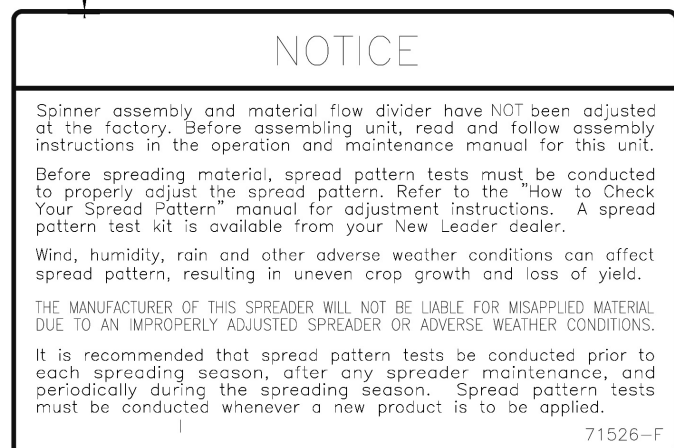 NOTICE
Spinner assembly and material flow divider have NOT been adjusted
at the factory. Before assembling unit, read and follow assembly
instructions in the operation and maintenance manual for this unit.
Before spreading material, spread pattern tests must be conducted
to properly adjust the spread pattern. Refer to the "How to Check
Your Spread Pattern" manual for adjustment instructions. A spread
pattern test kit is available from your New Leader dealer.
Wind, humidity, rain and other adverse weather conditions can affect
spread pattern, resulting in uneven crop growth and loss of yield.
THE MANUFACTURER OF THIS SPREADER WILL NOT BE LIABLE FOR MISAPPLIED MATERIAL
DUE TO AN IMPROPERLY ADJUSTED SPREADER OR ADVERSE WEATHER CONDITIONS.
It is recommended that spread pattern tests be conducted prior to
each spreading season, after any spreader maintenance, and
periodically during the spreading season. Spread pattern tests
must be conducted whenever a new product is to be applied.
71526-F